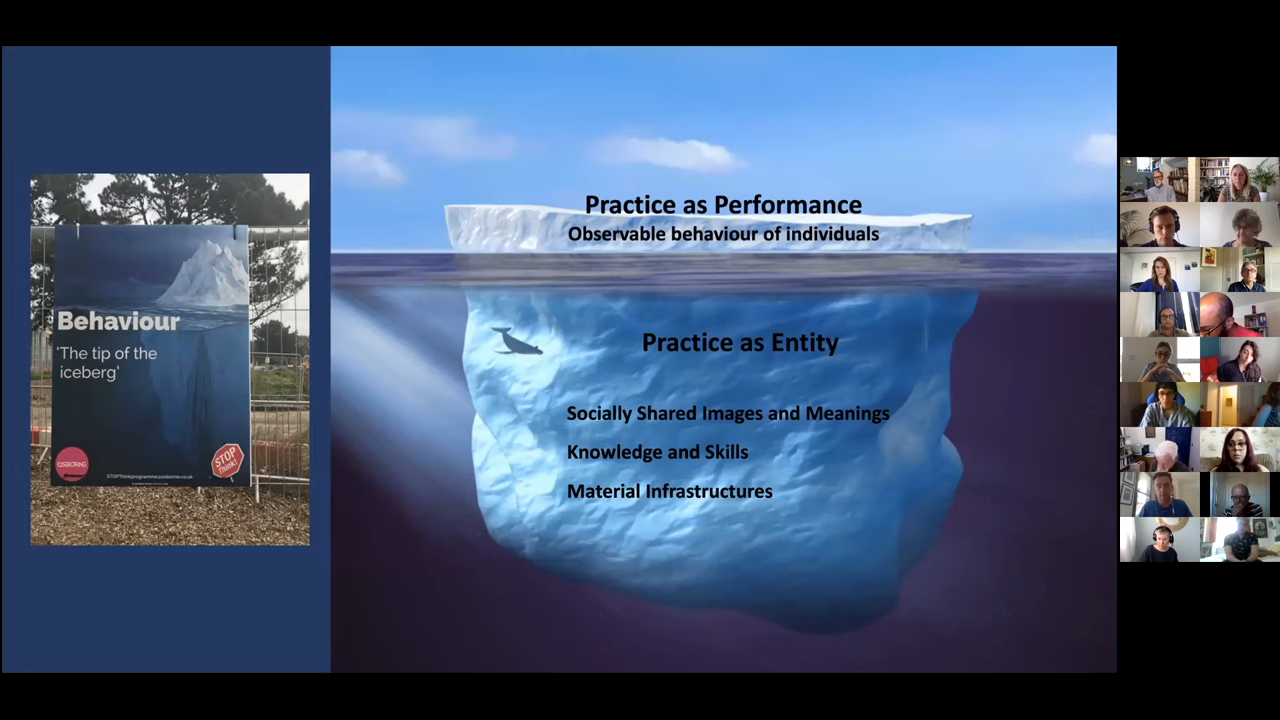 Behaviour
'The tip of the
iceberg'
OSBORNE
STOP
Think!
Practice as Performance
Observable behaviour of individuals
Practice as Entity
Socially Shared Images and Meanings
Knowledge and Skills
Material Infrastructures